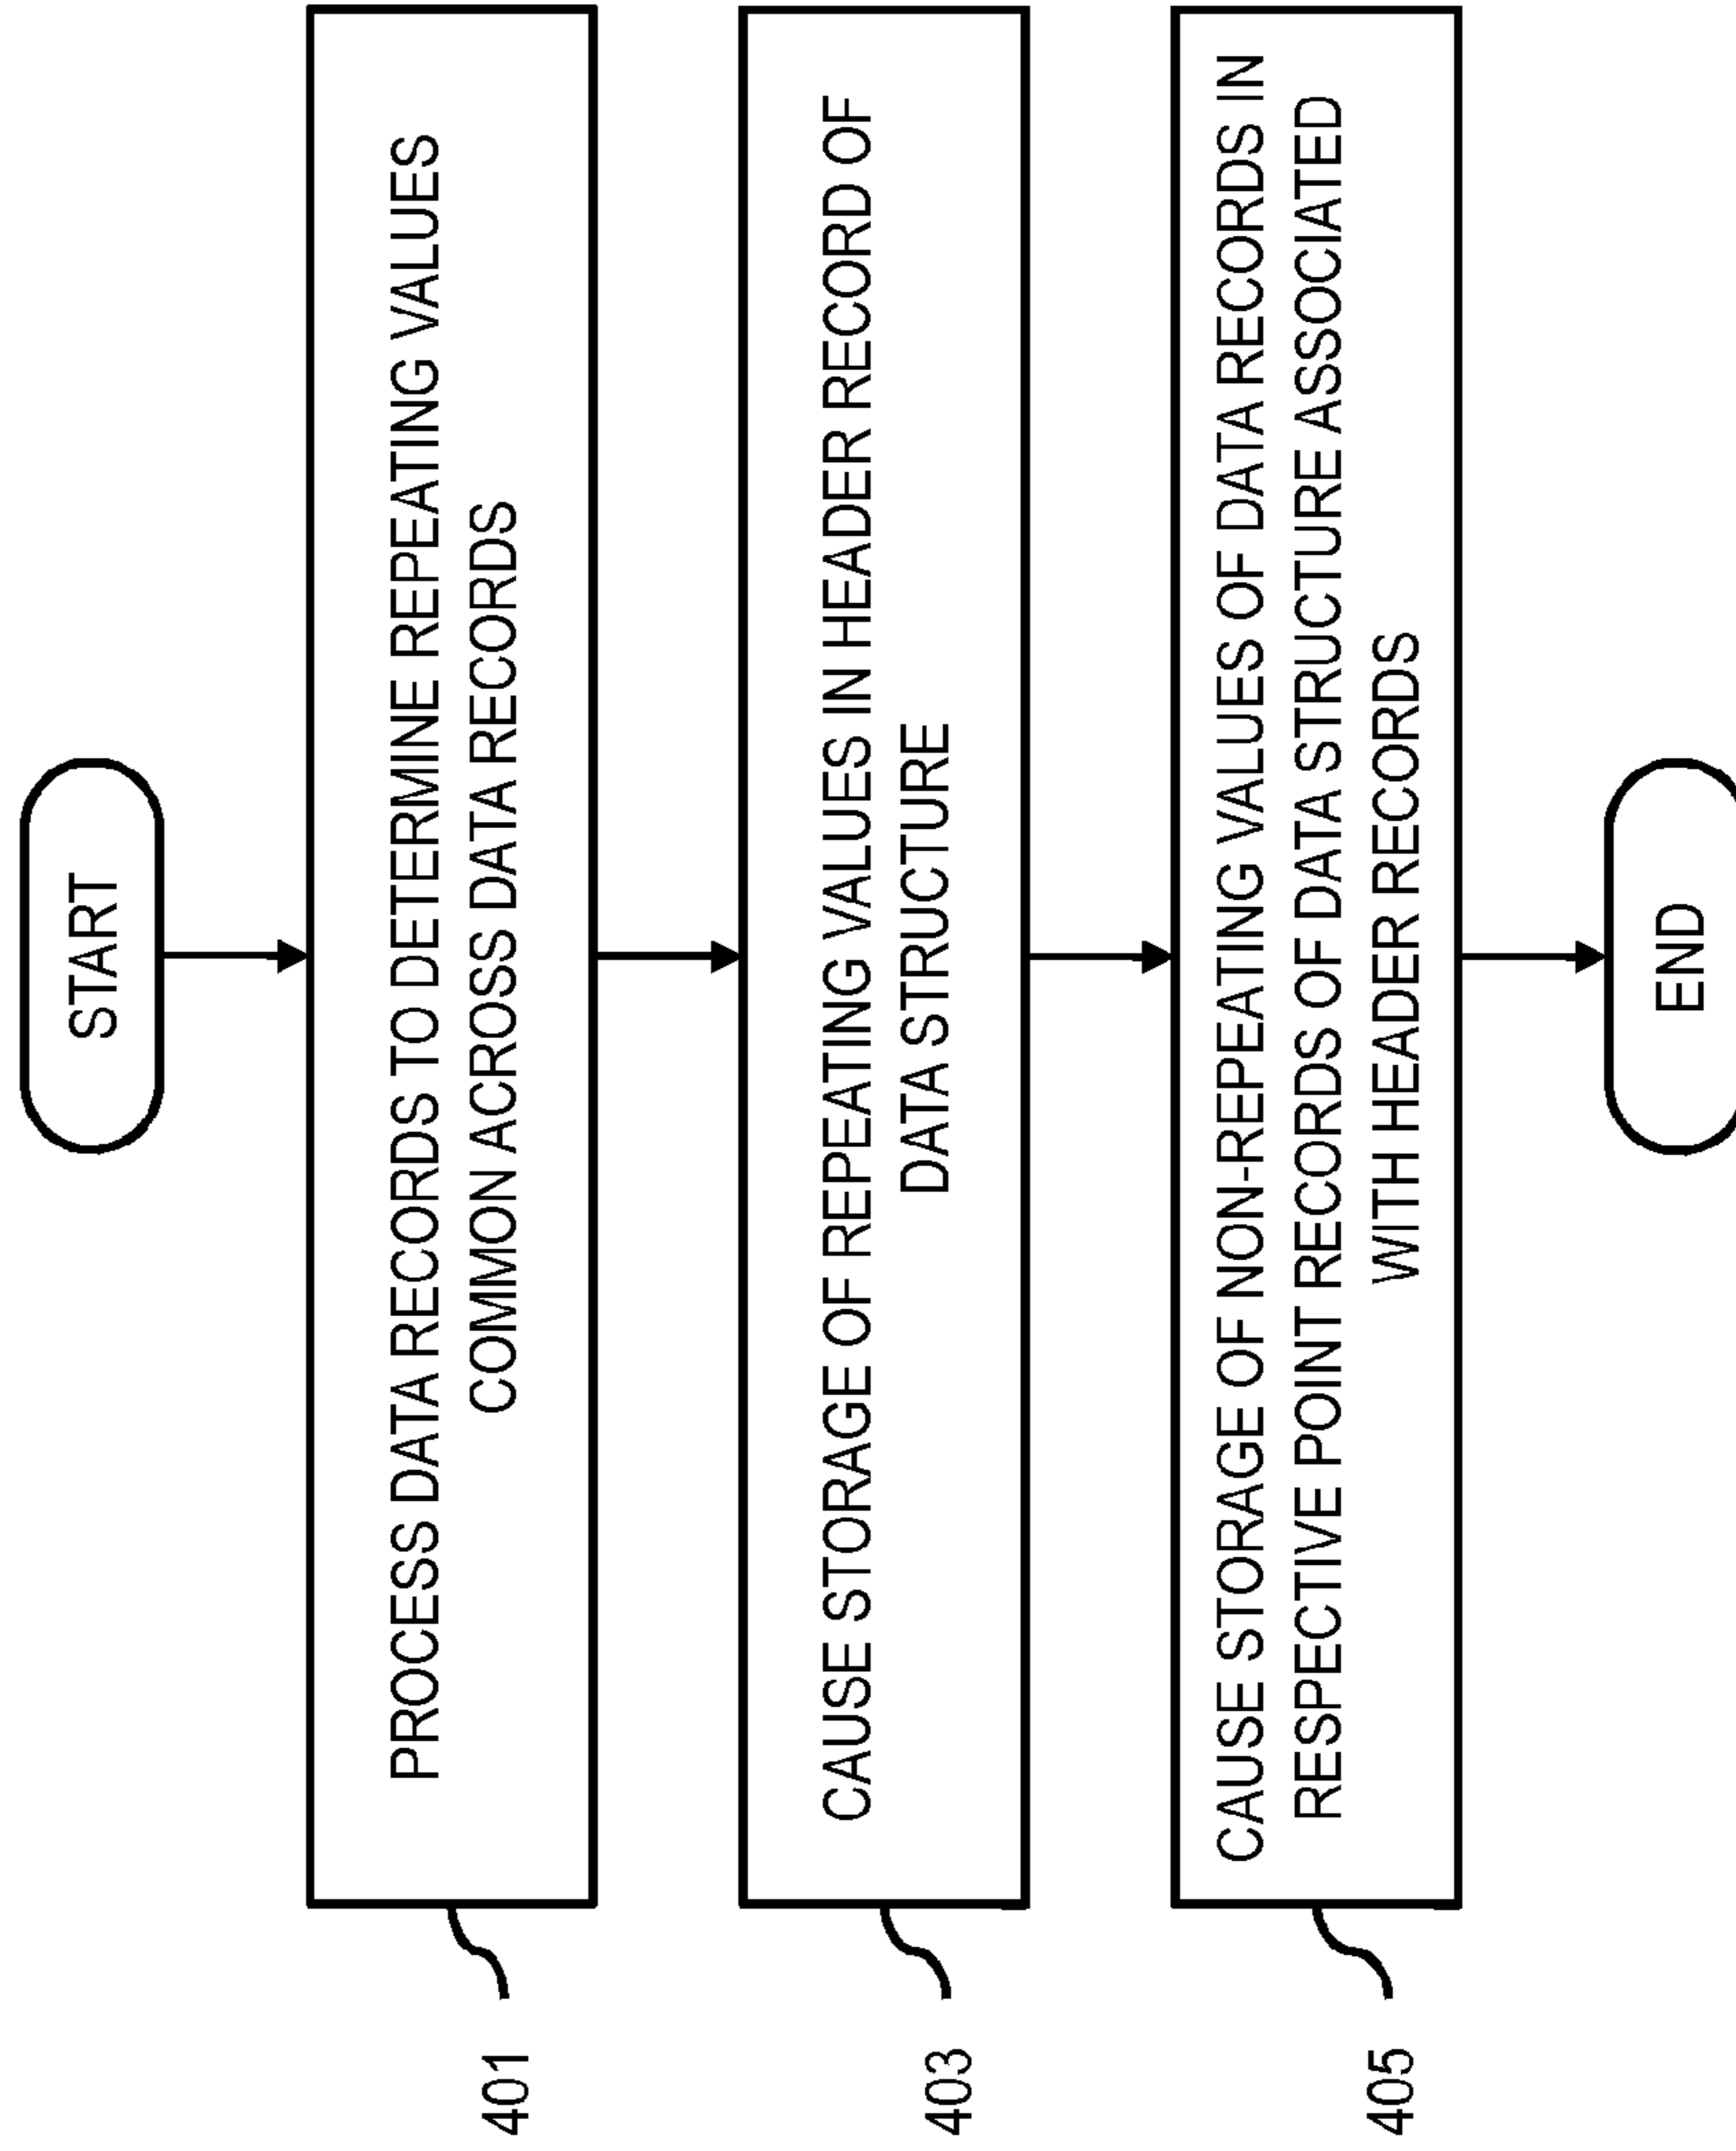 START
PROCESS DATA RECORDS TO DETERMINE REPEATING VALUES
COMMON ACROSS DATA RECORDS
401
CAUSE STORAGE OF REPEATING VALUES IN HEADER RECORD OF
DATA STRUCTURE
403
CAUSE STORAGE OF NON-REPEATING VALUES OF DATA RECORDS IN
RESPECTIVE POINT RECORDS OF DATA STRUCTURE ASSOCIATED
WITH HEADER RECORDS
405
END